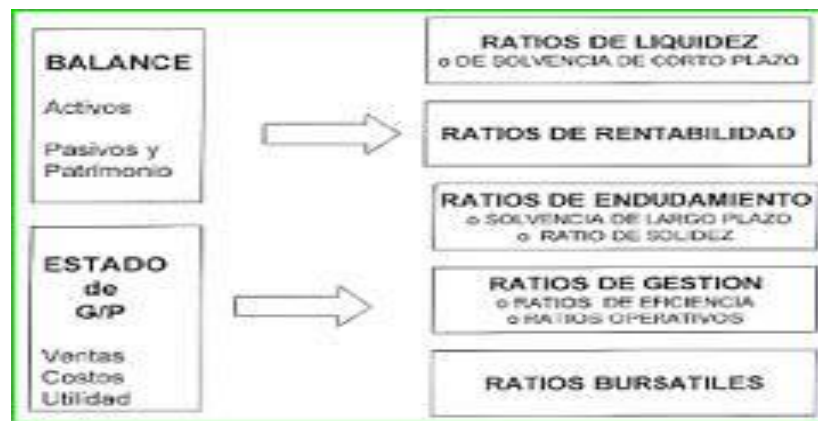 BALANCE
Activos
Pasivos y
Patrimonio
ESTADO
de
G/P
Ventas
Costos
Utilidad
RATIOS DE LIQUIDEZ
o DE SOLVENCIA DE CORTO PLAZO
RATIOS DE RENTABILIDAD
RATIOS DE ENDUDAMIENTO
o SOLVENCIA DE LARGO PLAZO
o RATIO DE SOLIDEZ
RATIOS DE GESTION
o RATIOS DE EFICIENCIA
o RATIOS OPERATIVOS
RATIOS BURSATILES